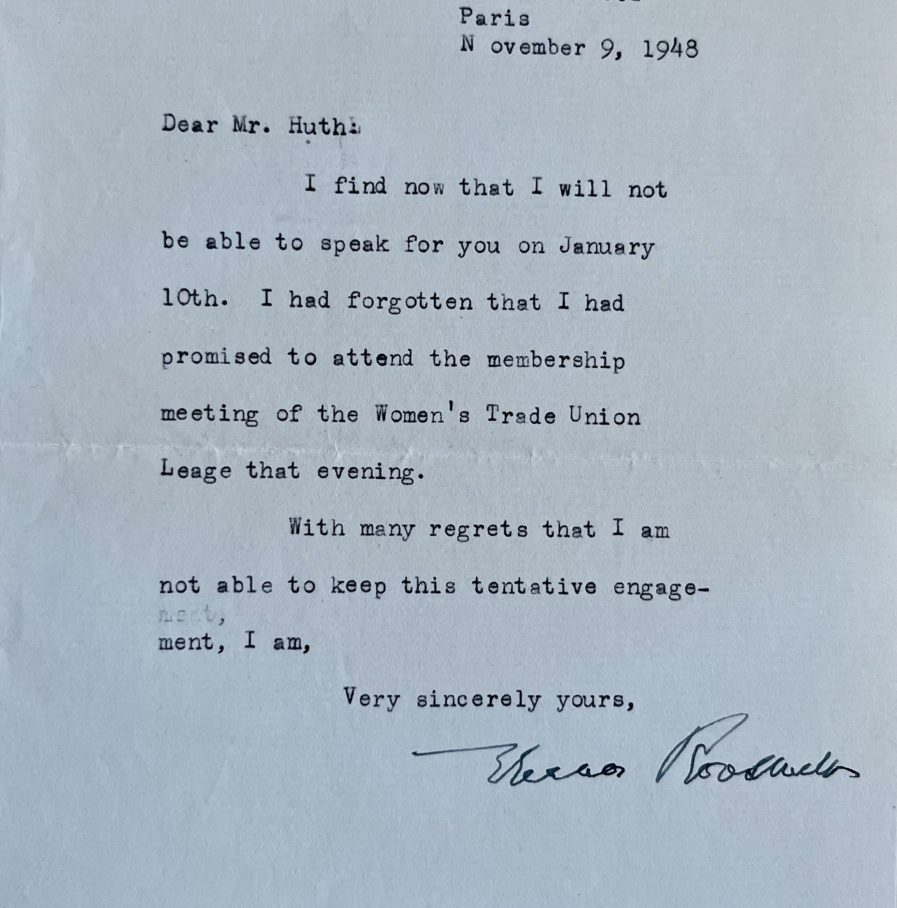 Paris
N ovember 9, 1948
Dear Mr. Huth:
I find now that I will not
be able to speak for you on January
10th.  I had forgotten that I had
promised to attend the membership
meeting of the Women's Trade Union
Leage that evening.
With many regrets that I am
not able to keep this tentative engage-
ment, I am,
Very sincerely yours,
Eleanor Roosevelt